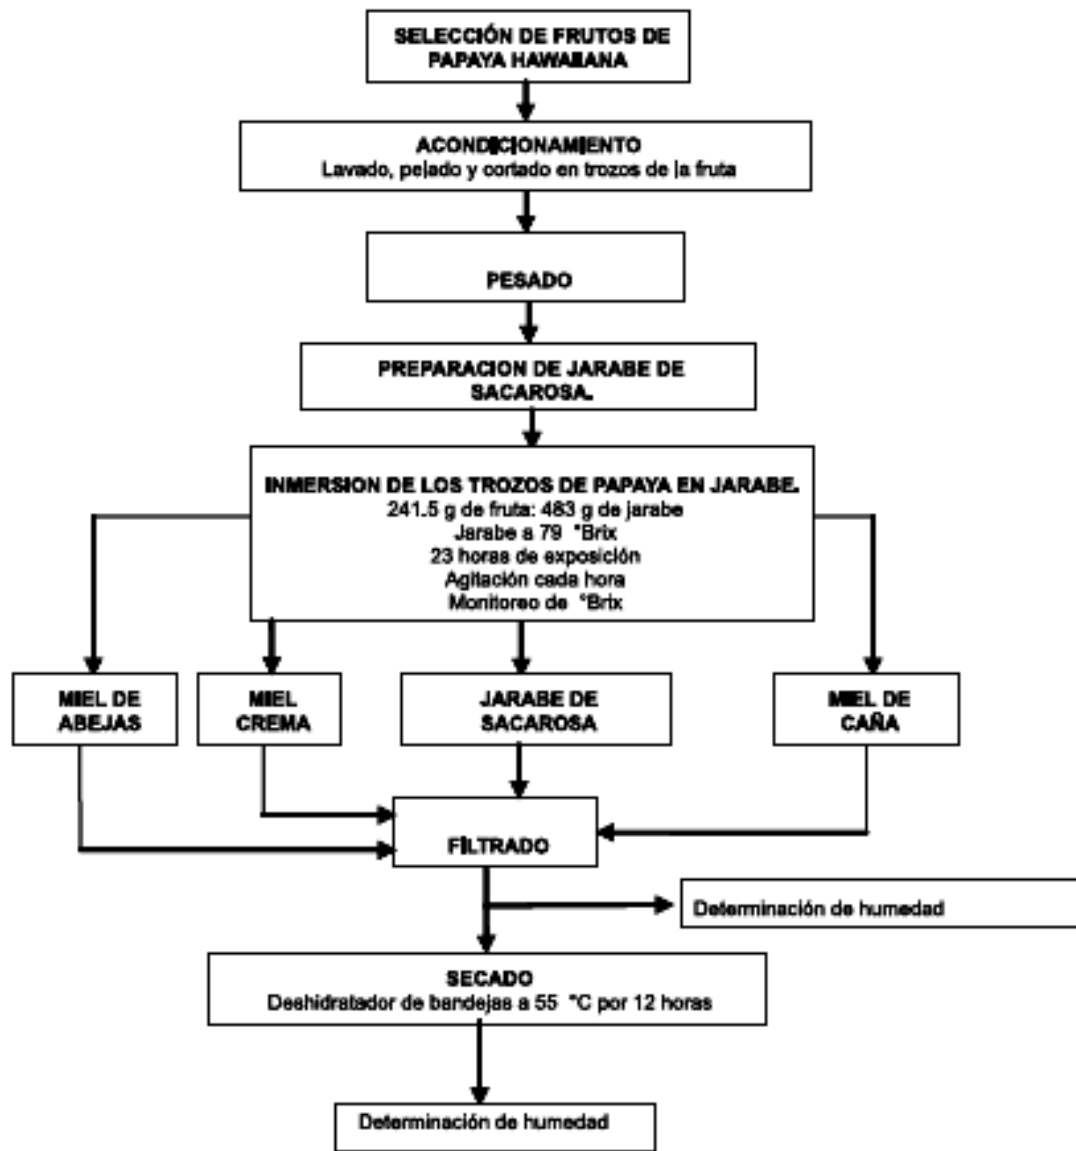 SELECCIÓN DE FRUTOS DE
PAPAYA HAWAIIANA
ACONDICIONAMIENTO
Lavado, pelado y cortado en trozos de la fruta
PESADO
PREPARACION DE JARABE DE
SACAROSA.
INMERSION DE LOS TROZOS DE PAPAYA EN JARABE.
241.5 g de fruta: 483 g de jarabe
Jarabe a 79 °Brix
23 horas de exposición
Agitación cada hora
Monitoreo de °Brix
MIEL DE
ABEJAS
MIEL
CREMA
JARABE DE
SACAROSA
MIEL DE
CAÑA
FILTRADO
Determinación de humedad
SECADO
Deshidratador de bandejas a 55 °C por 12 horas
Determinación de humedad